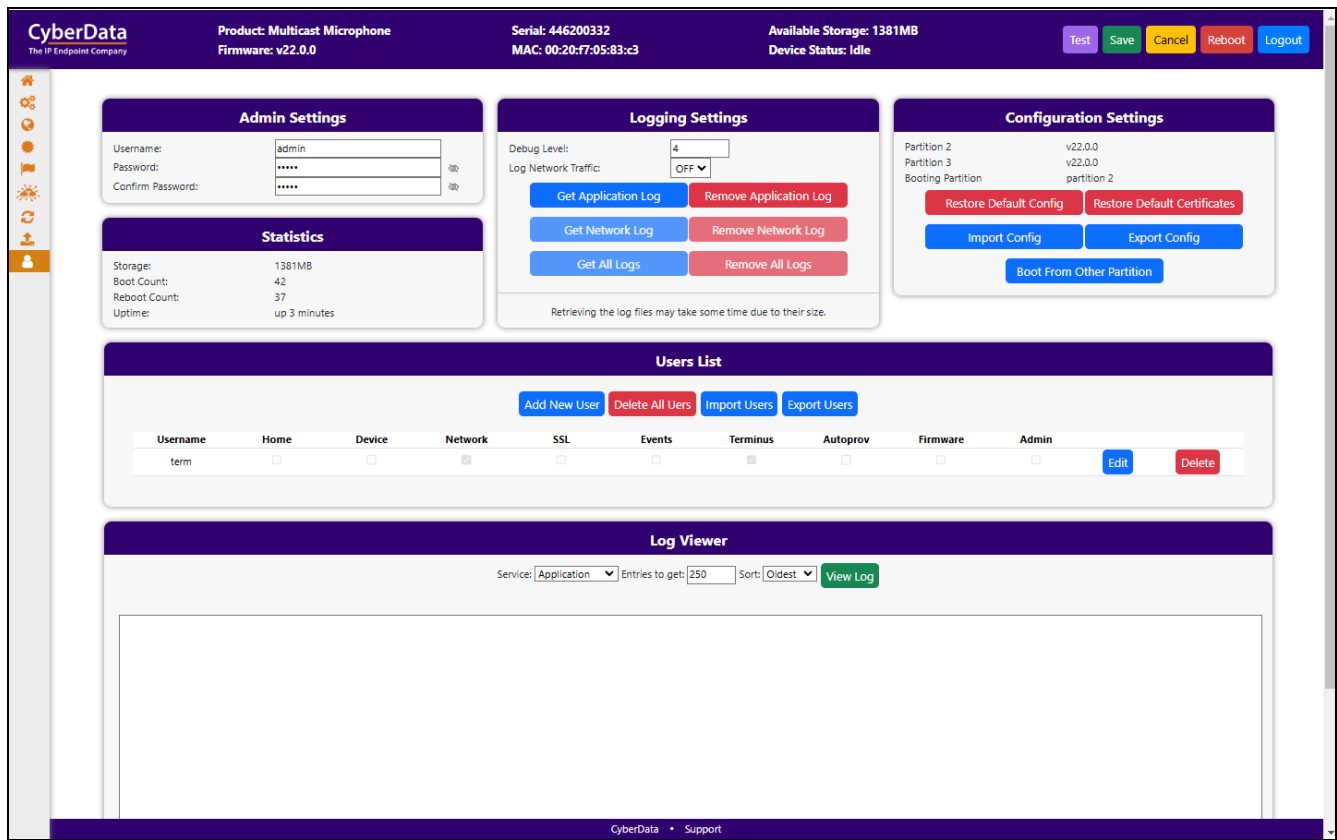 CyberData
The IP Endpoint Company
Product: Multicast Microphone
Firmware: v22.0.0
Serial: 446200332
MAC: 00:20:f7:05:83:c3
Available Storage: 1381MB
Device Status: Idle
Test Save Cancel Reboot Logout
Admin Settings
Username: admin
Password: •••••
Confirm Password: •••••
Statistics
Storage: 1381MB
Boot Count: 42
Reboot Count: 37
Uptime: up 3 minutes
Logging Settings
Debug Level: 4
Log Network Traffic: OFF
Get Application Log Remove Application Log
Get Network Log Remove Network Log
Get All Logs Remove All Logs
Retrieving the log files may take some time due to their size.
Configuration Settings
Partition 2 v22.0.0
Partition 3 v22.0.0
Booting Partition partition 2
Restore Default Config Restore Default Certificates
Import Config Export Config
Boot From Other Partition
Users List
Add New User Delete All Uers Import Users Export Users
Username Home Device Network SSL Events Terminus Autoprov Firmware Admin
term Edit Delete
Log Viewer
Service: Application Entries to get: 250 Sort: Oldest View Log
CyberData • Support